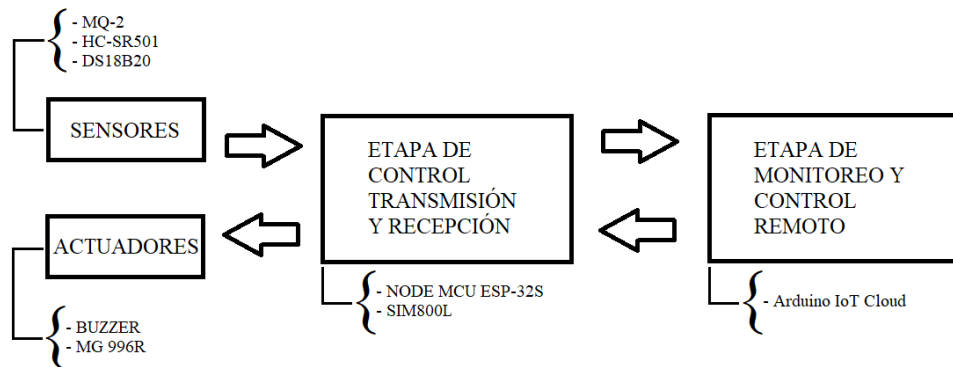 - MQ-2
- HC-SR501
- DS18B20
SENSORES
ACTUADORES
- BUZZER
- MG 996R
ETAPA DE
CONTROL
TRANSMISIÓN
Y RECEPCIÓN
- NODE MCU ESP-32S
- SIM800L
ETAPA DE
MONITOREO Y
CONTROL
REMOTO
- Arduino IoT Cloud